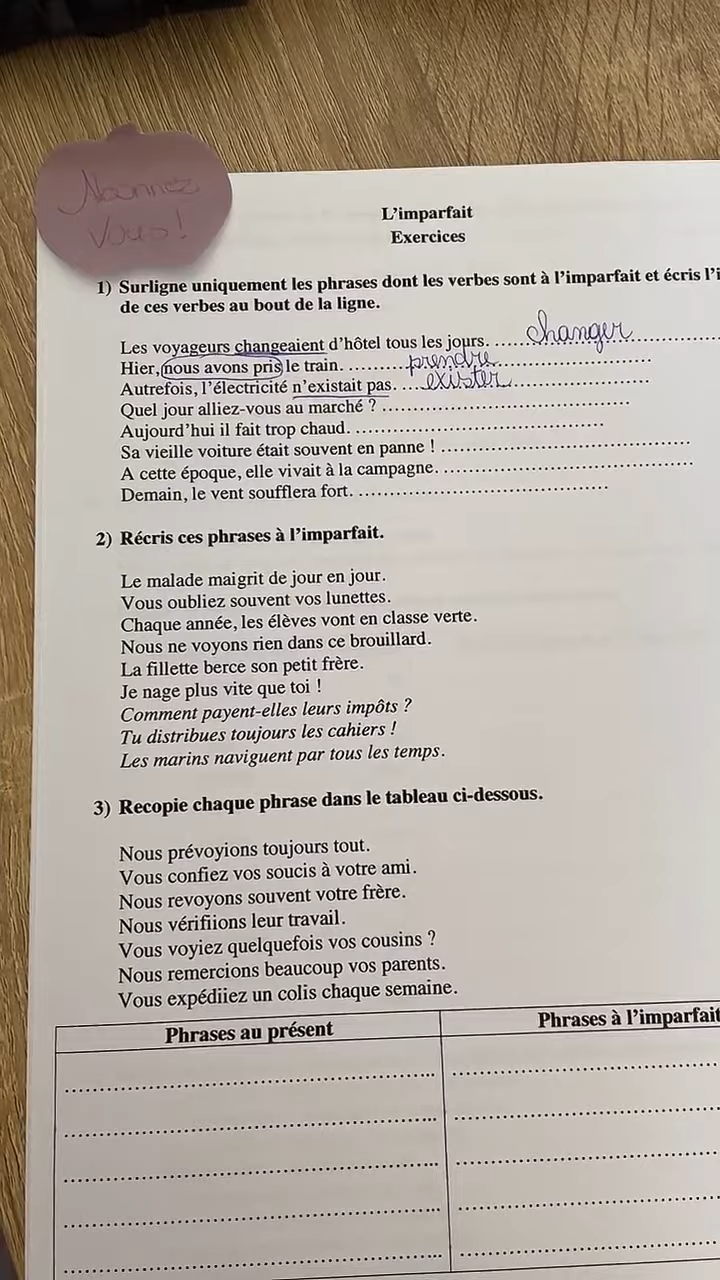 Abonnez
Vous!
L'imparfait
Exercices
1) Surligne uniquement les phrases dont les verbes sont à l'imparfait et écris l'i
de ces verbes au bout de la ligne.
Les voyageurs changeaient d'hôtel tous les jours. .......... changer ..........
Hier, nous avons pris le train. .......... prendre ..........
Autrefois, l'électricité n'existait pas. .... exister ..........
Quel jour alliez-vous au marché ? ..........
Aujourd'hui il fait trop chaud. ..........
Sa vieille voiture était souvent en panne ! ..........
A cette époque, elle vivait à la campagne. ..........
Demain, le vent soufflera fort. ..........
2) Récris ces phrases à l'imparfait.
Le malade maigrit de jour en jour.
Vous oubliez souvent vos lunettes.
Chaque année, les élèves vont en classe verte.
Nous ne voyons rien dans ce brouillard.
La fillette berce son petit frère.
Je nage plus vite que toi !
Comment payent-elles leurs impôts ?
Tu distribues toujours les cahiers !
Les marins naviguent par tous les temps.
3) Recopie chaque phrase dans le tableau ci-dessous.
Nous prévoyions toujours tout.
Vous confiez vos soucis à votre ami.
Nous revoyons souvent votre frère.
Nous vérifiions leur travail.
Vous voyiez quelquefois vos cousins ?
Nous remercions beaucoup vos parents.
Vous expédiiez un colis chaque semaine.
Phrases au présent Phrases à l'imparfait